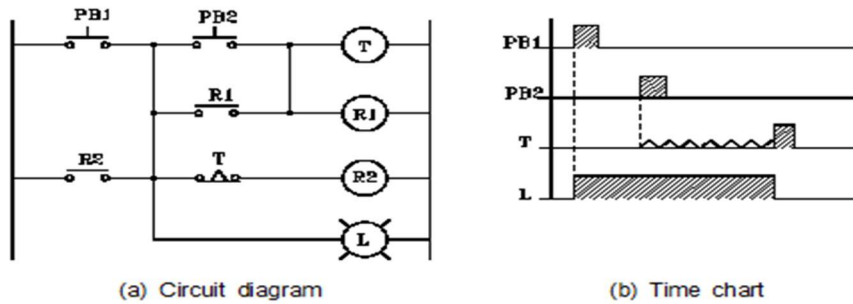 PB1
PB2
T
R1
R1
R2
T
R2
L
(a) Circuit diagram
PB1
PB2
T
L
(b) Time chart